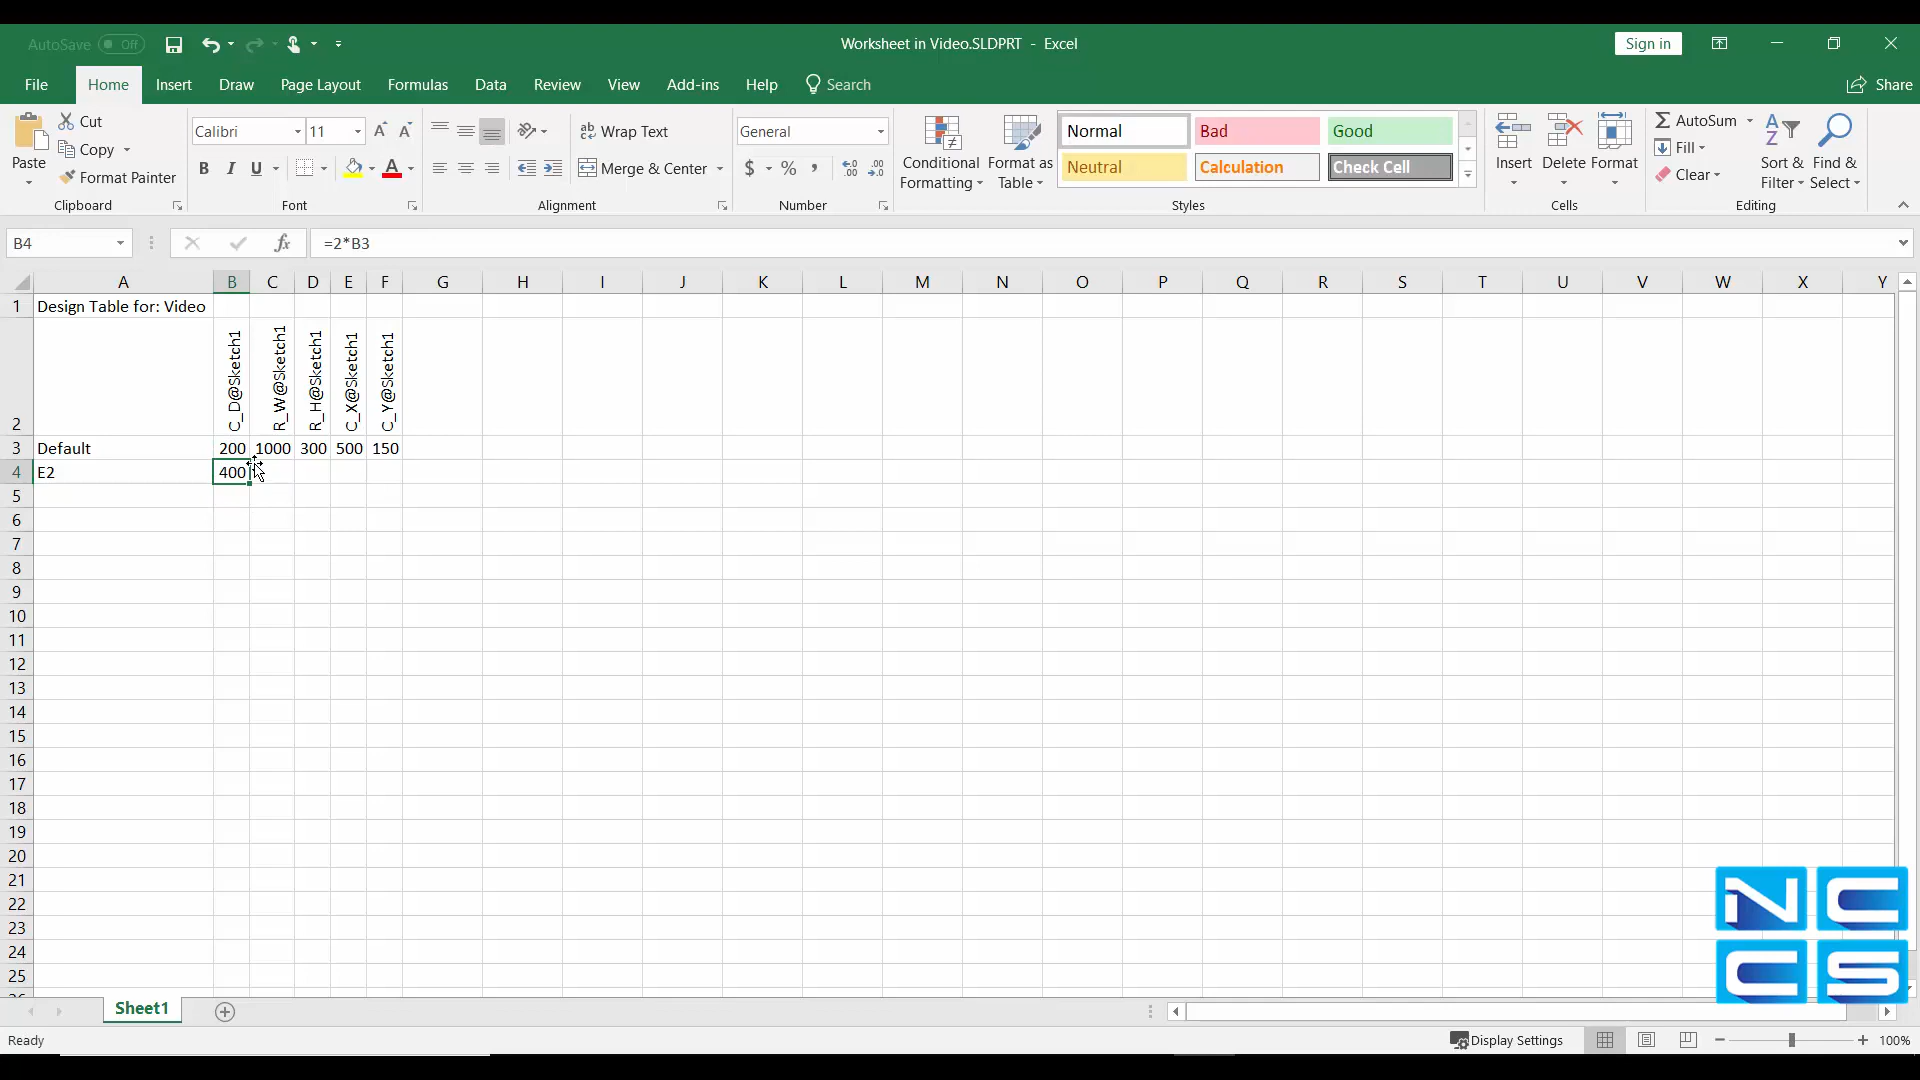 AutoSave Off
Worksheet in Video.SLDPRT - Excel
Sign in
File Home Insert Draw Page Layout Formulas Data Review View Add-ins Help Search Share
Paste
Cut
Copy
Format Painter
Clipboard
Calibri 11
B I U
Font
Wrap Text
Merge & Center
Alignment
General
$ % ,
Number
Conditional Formatting
Format as Table
Normal Bad Good
Neutral Calculation Check Cell
Styles
Insert Delete Format
Cells
AutoSum
Fill
Clear
Sort & Filter
Find & Select
Editing
B4 fx =2*B3
A B C D E F G H I J K L M N O P Q R S T U V W X Y
1 Design Table for: Video
2 C_D@Sketch1 R_W@Sketch1 R_H@Sketch1 C_X@Sketch1 C_Y@Sketch1
3 Default 200 1000 300 500 150
4 E2 400
5
6
7
8
9
10
11
12
13
14
15
16
17
18
19
20
21
22
23
24
25
NC
CS
Sheet1
Ready
Display Settings
100%